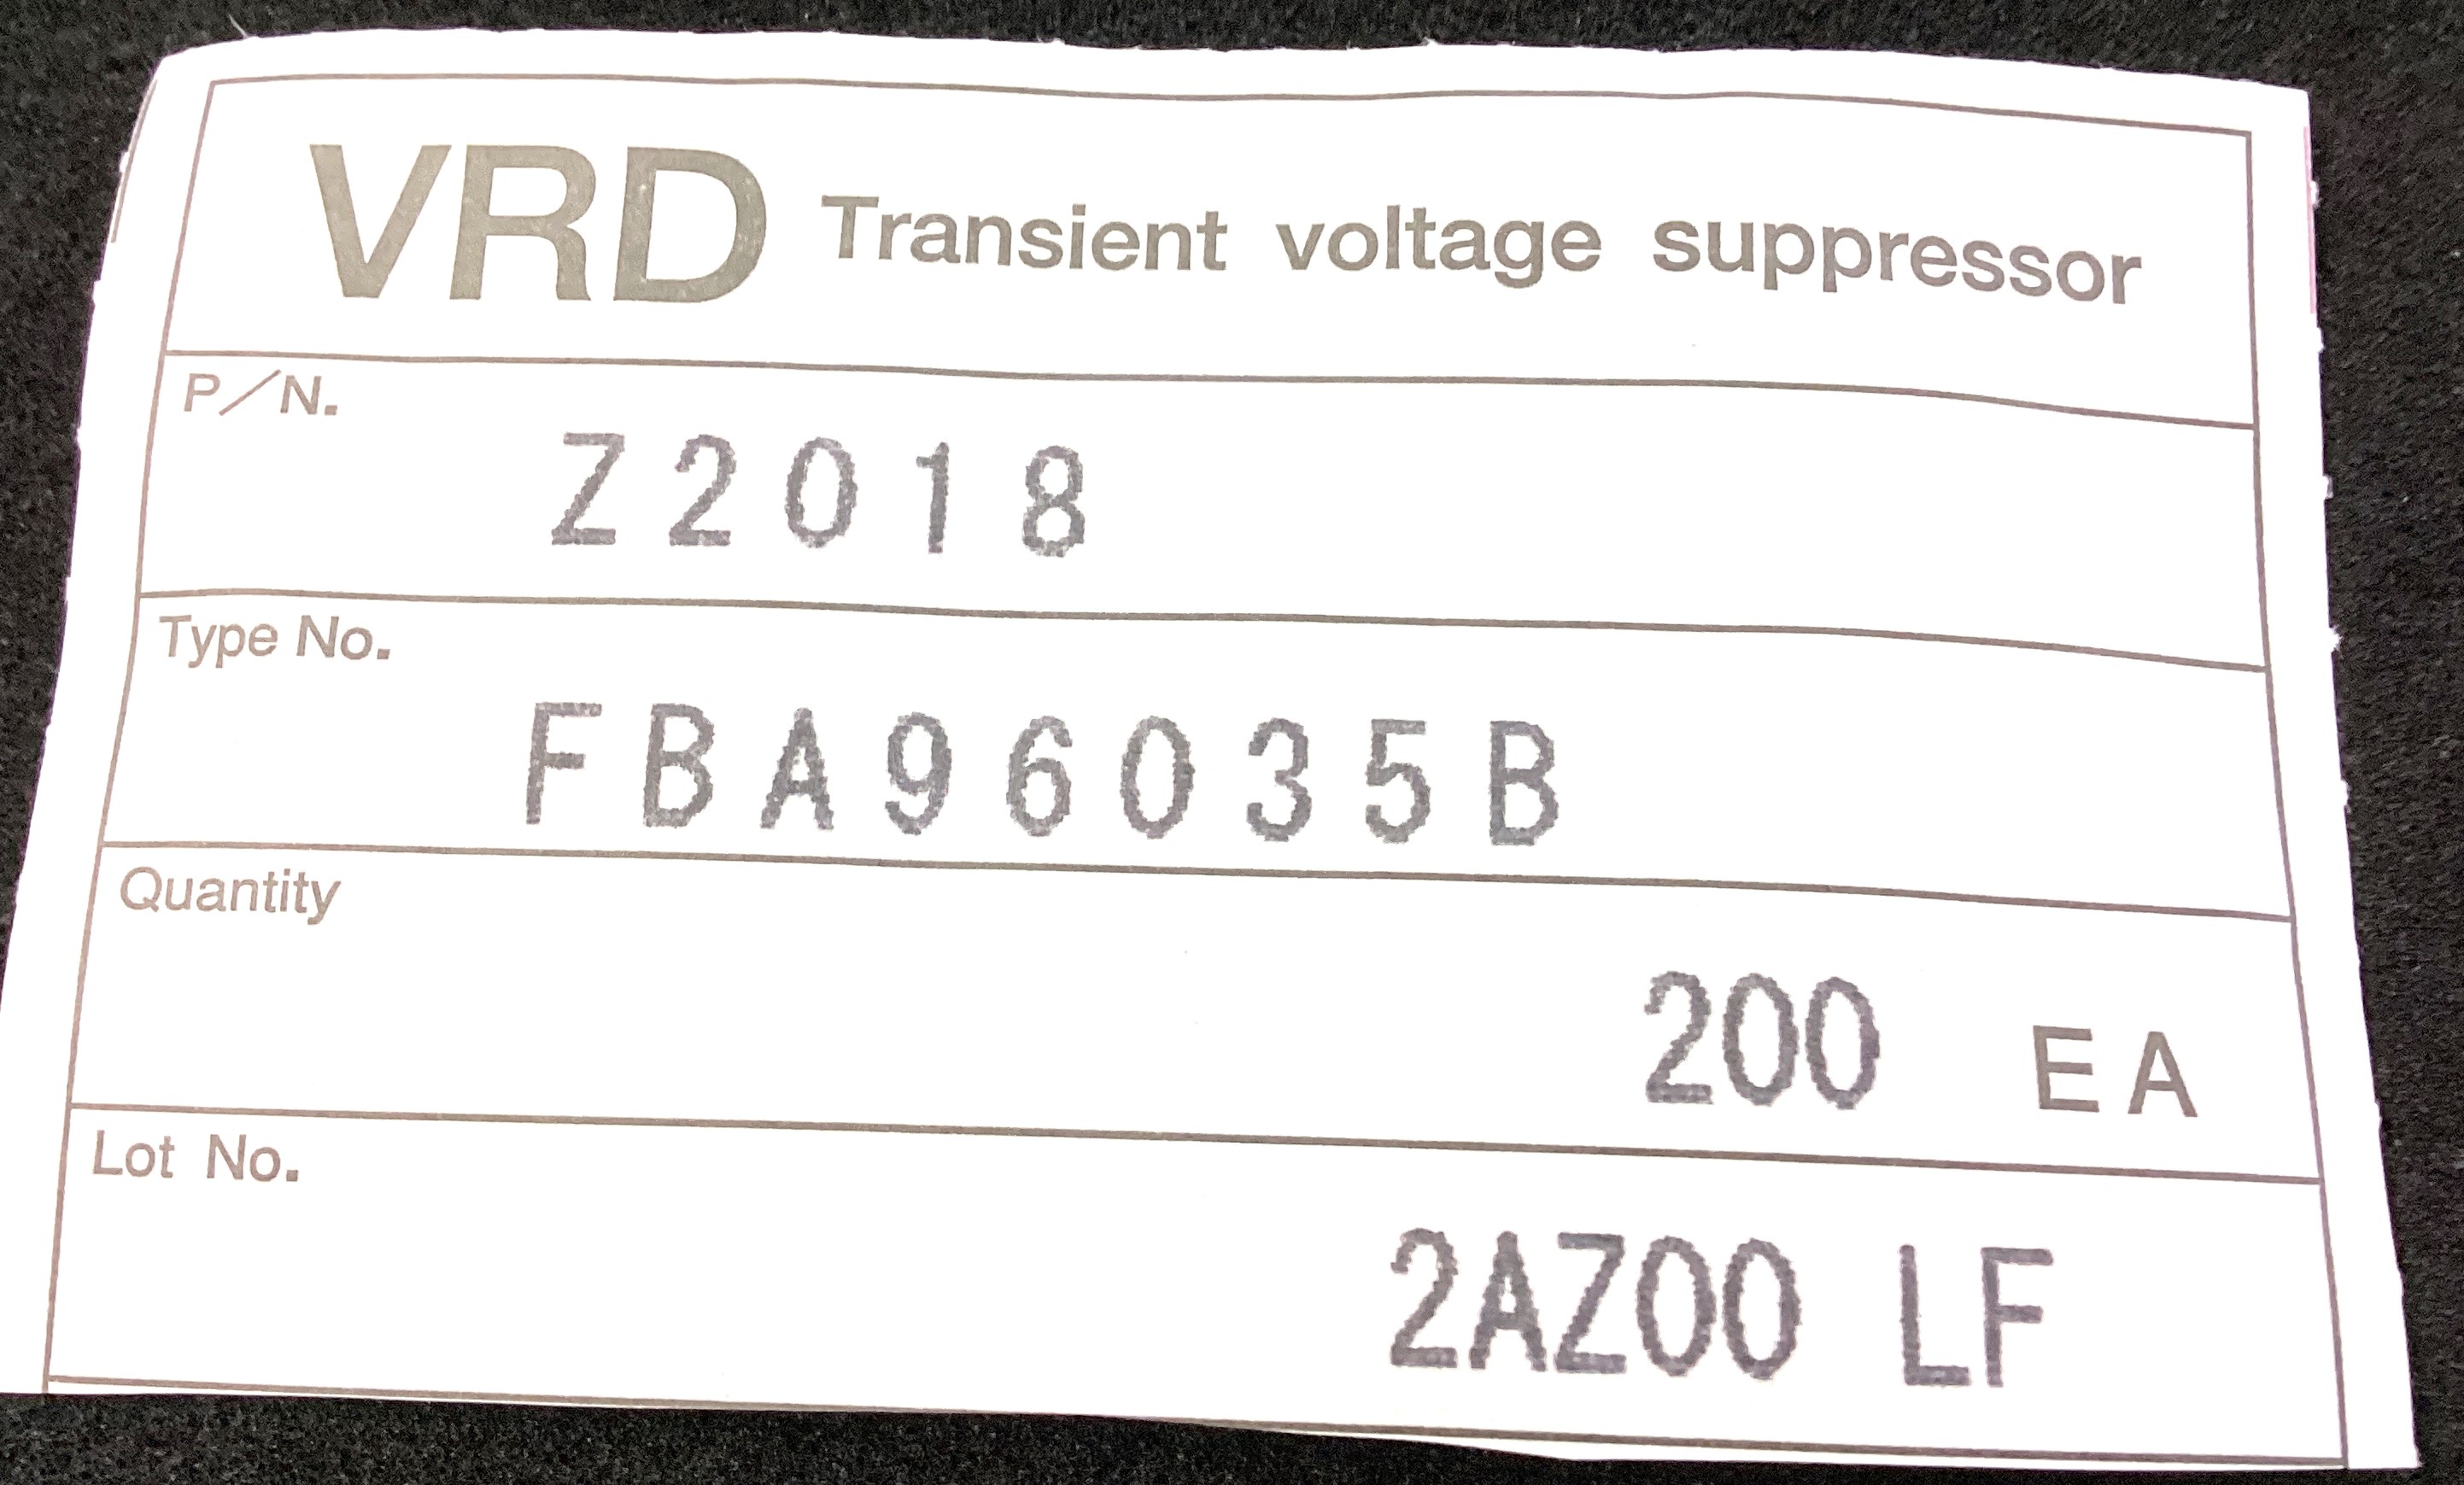 VRD Transient voltage suppressor
P/N.
Z2018
Type No.
FBA96035B
Quantity
200 EA
Lot No.
2AZ00 LF